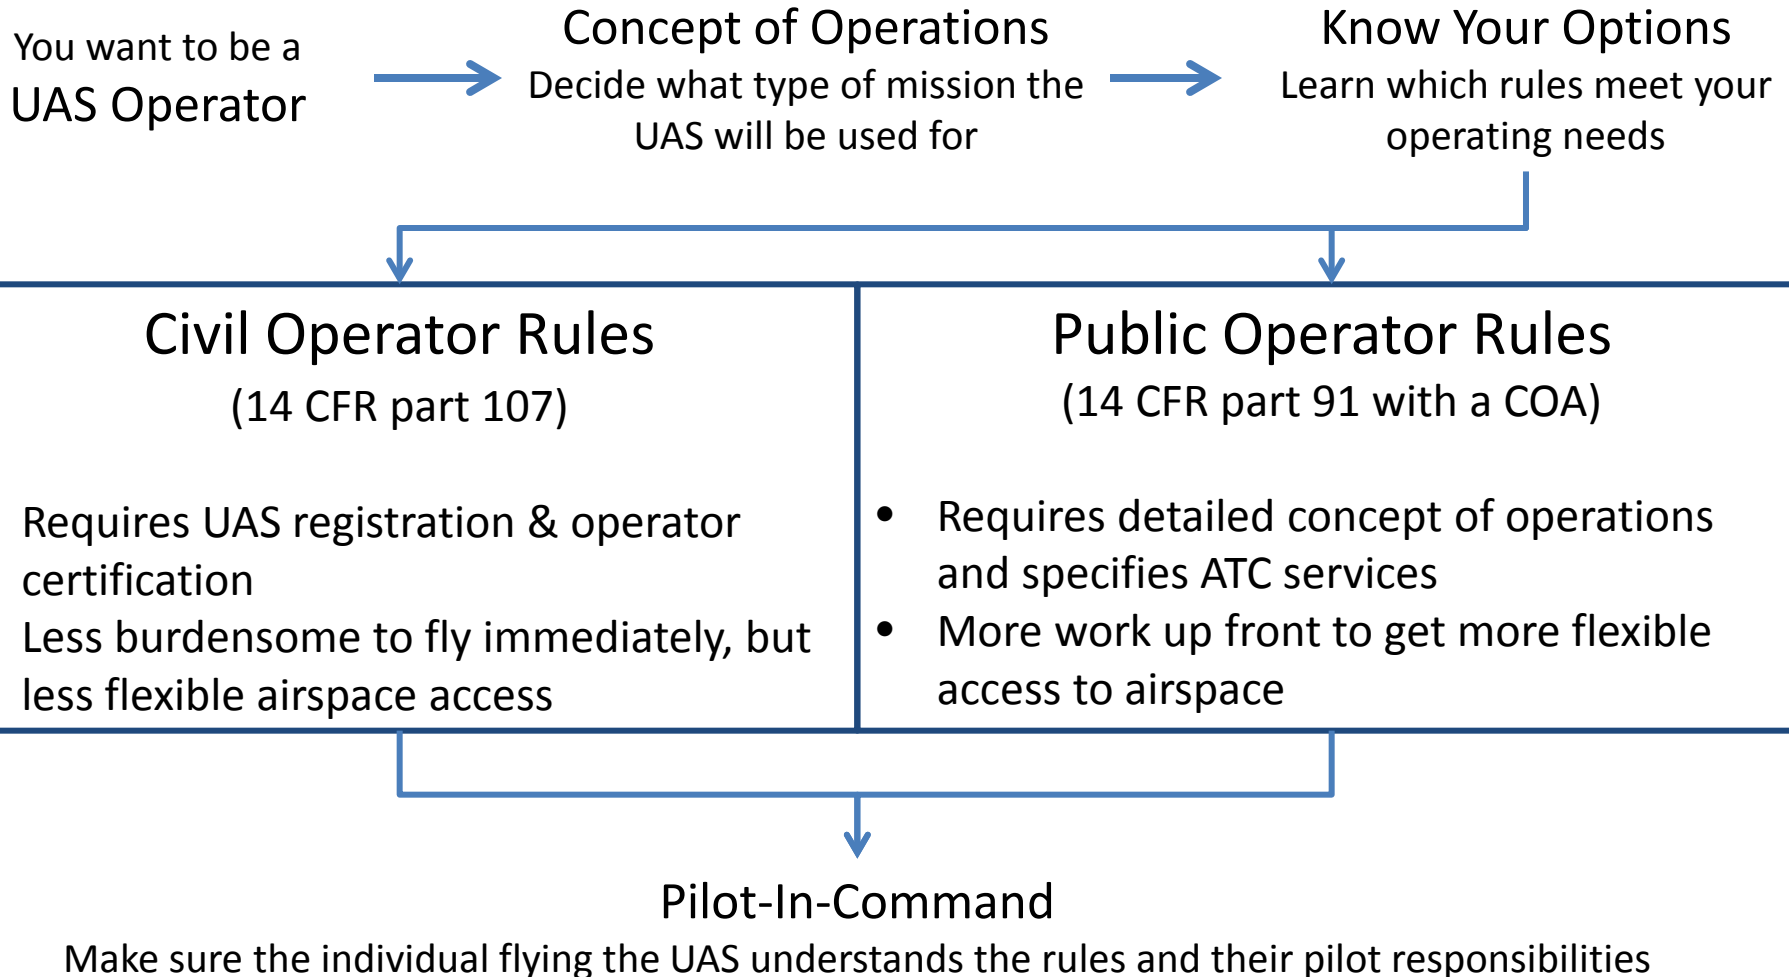 You want to be a
UAS Operator
Concept of Operations
Decide what type of mission the
UAS will be used for
Know Your Options
Learn which rules meet your
operating needs
Civil Operator Rules
(14 CFR part 107)
Requires UAS registration & operator
certification
Less burdensome to fly immediately, but
less flexible airspace access
Public Operator Rules
(14 CFR part 91 with a COA)
• Requires detailed concept of operations
and specifies ATC services
• More work up front to get more flexible
access to airspace
Pilot-In-Command
Make sure the individual flying the UAS understands the rules and their pilot responsibilities